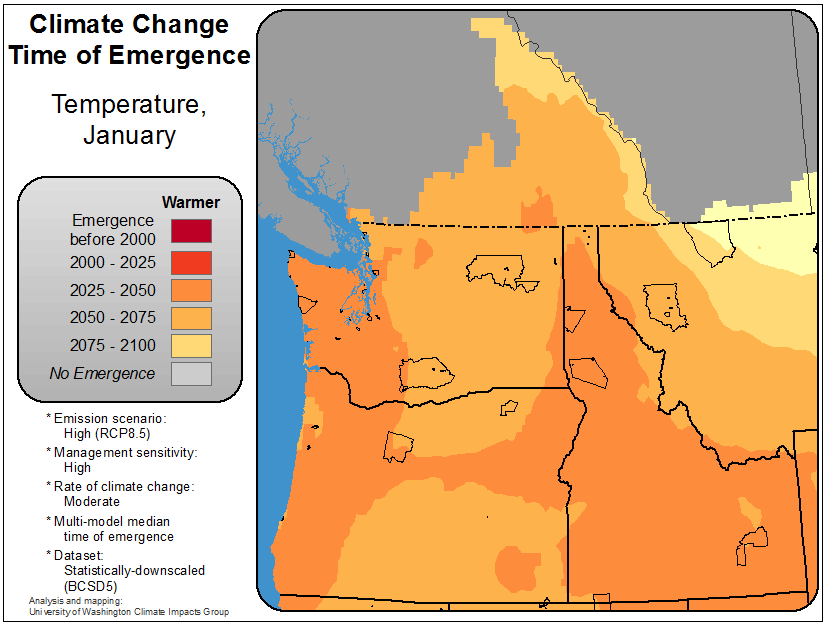 Climate Change
Time of Emergence
Temperature,
January
Warmer
Emergence
before 2000
2000 - 2025
2025 - 2050
2050 - 2075
2075 - 2100
No Emergence
* Emission scenario:
High (RCP8.5)
* Management sensitivity:
High
* Rate of climate change:
Moderate
* Multi-model median
time of emergence
* Dataset:
Statistically-downscaled
(BCSD5)
Analysis and mapping:
University of Washington Climate Impacts Group